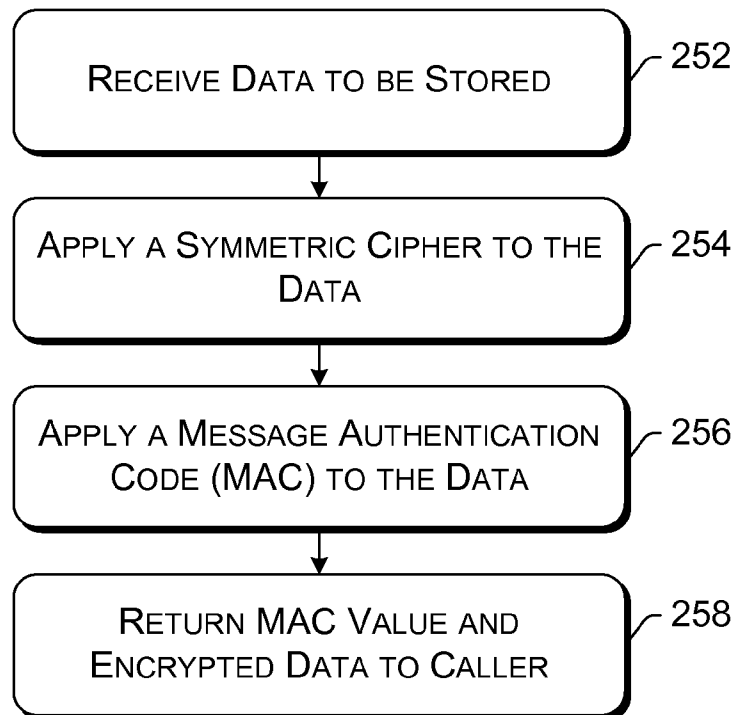 RECEIVE DATA TO BE STORED
252
APPLY A SYMMETRIC CIPHER TO THE
DATA
254
APPLY A MESSAGE AUTHENTICATION
CODE (MAC) TO THE DATA
256
RETURN MAC VALUE AND
ENCRYPTED DATA TO CALLER
258